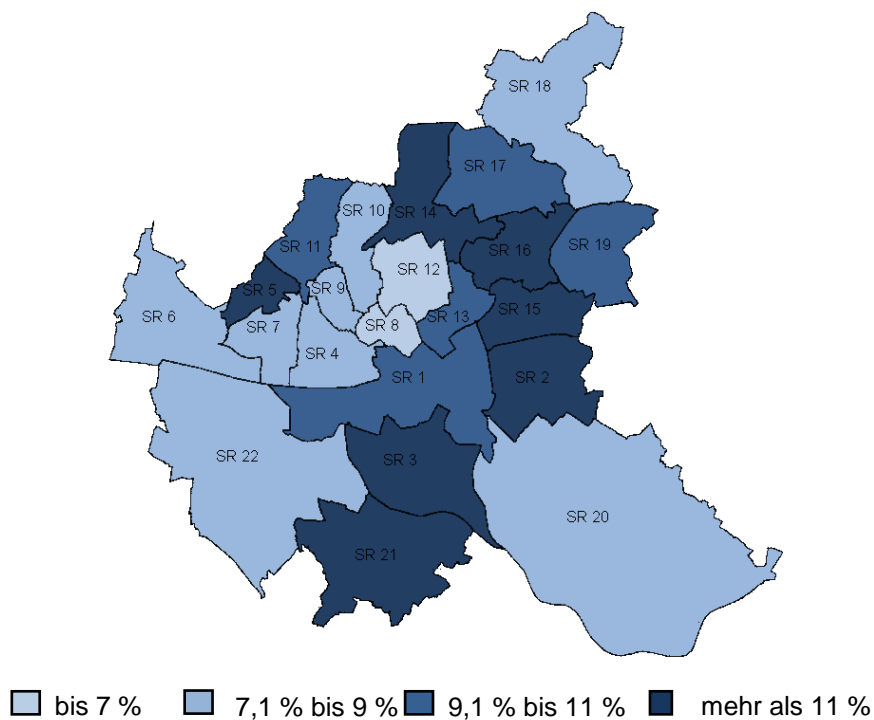 SR 18
SR 17
SR 10
SR 14
SR 11
SR 19
SR 16
SR 12
SR 5
SR 9
SR 15
SR 6
SR 13
SR 7
SR 8
SR 4
SR 1
SR 2
SR 22
SR 3
SR 20
SR 21
bis 7 % 7,1 % bis 9 % 9,1 % bis 11 % mehr als 11 %